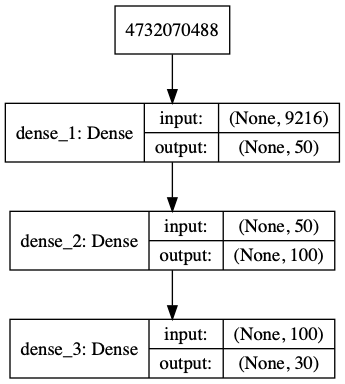 4732070488
dense_1: Dense
input:
(None, 9216)
output:
(None, 50)
dense_2: Dense
input:
(None, 50)
output:
(None, 100)
dense_3: Dense
input:
(None, 100)
output:
(None, 30)